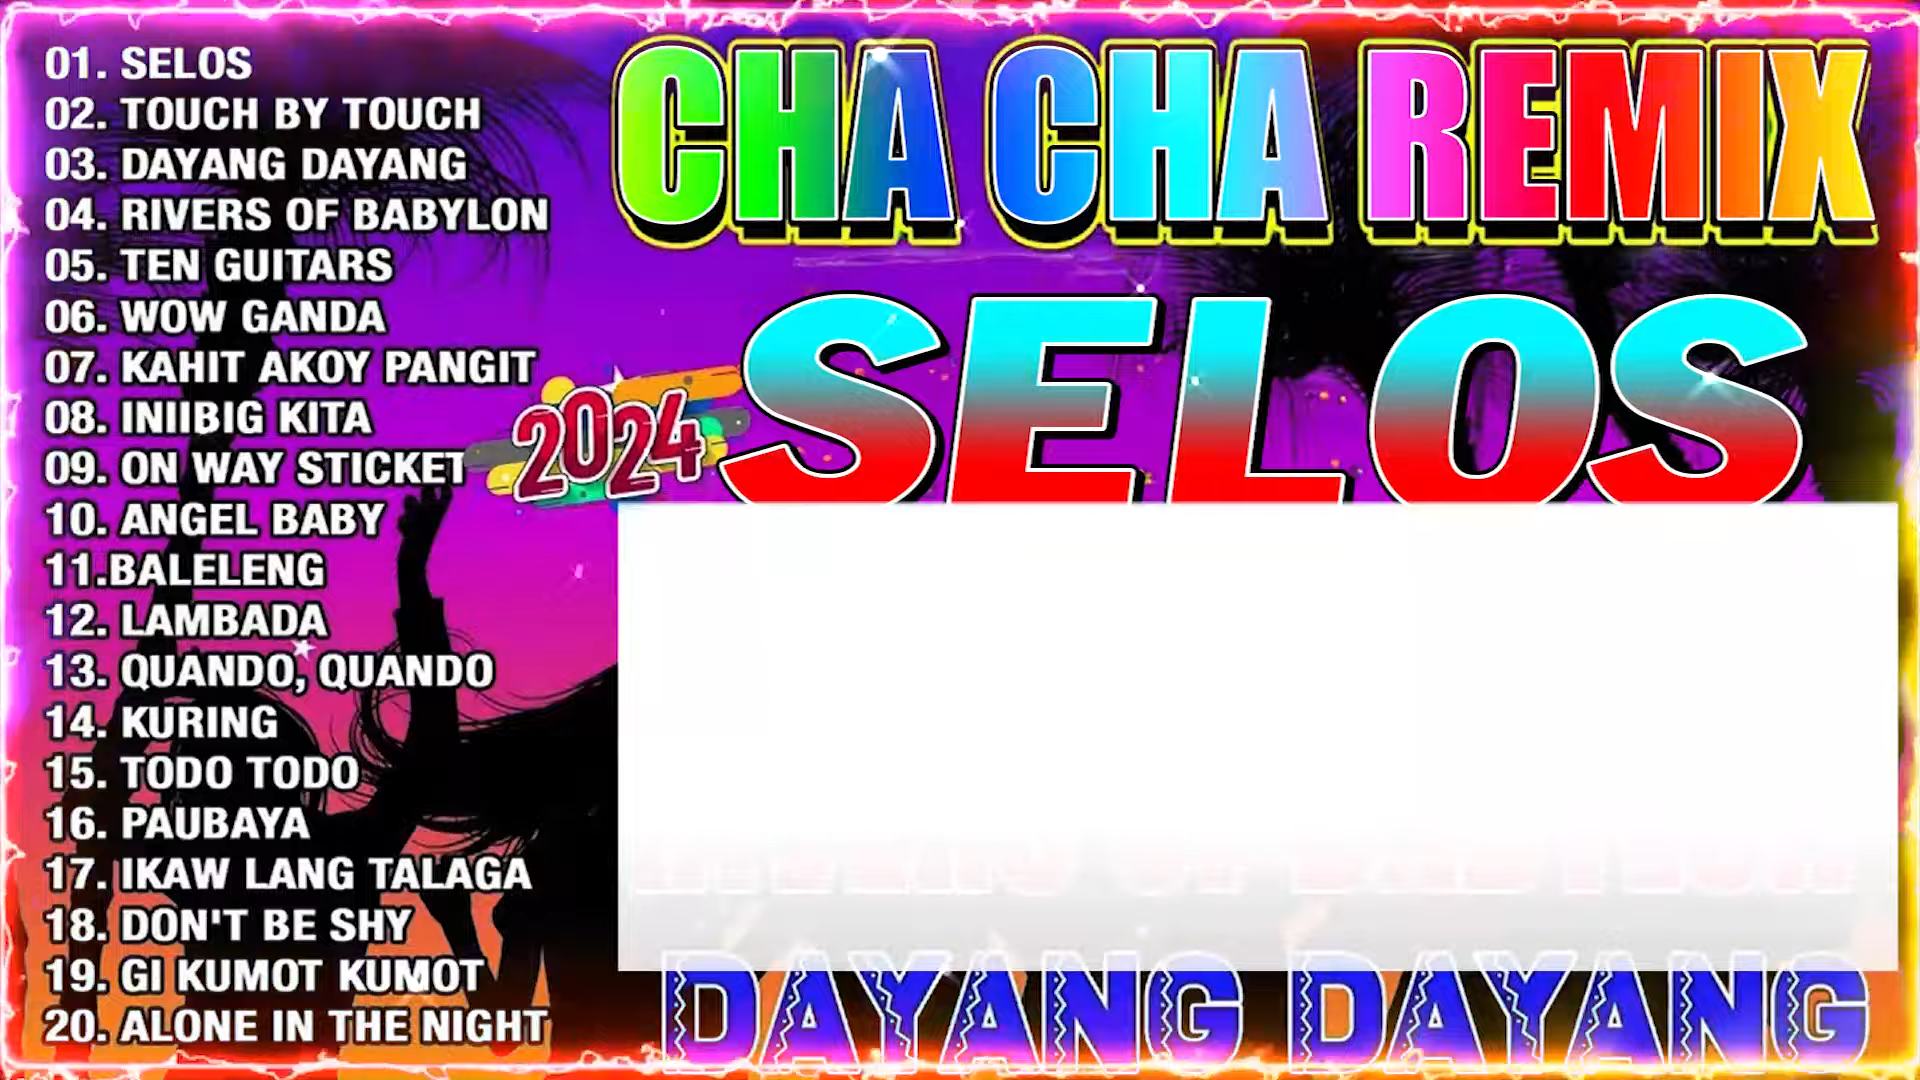 01. SELOS
02. TOUCH BY TOUCH
03. DAYANG DAYANG
04. RIVERS OF BABYLON
05. TEN GUITARS
06. WOW GANDA
07. KAHIT AKOY PANGIT
08. INIIBIG KITA
09. ON WAY STICKET
10. ANGEL BABY
11.BALELENG
12. LAMBADA
13. QUANDO, QUANDO
14. KURING
15. TODO TODO
16. PAUBAYA
17. IKAW LANG TALAGA
18. DON'T BE SHY
19. GI KUMOT KUMOT
20. ALONE IN THE NIGHT
CHA CHA REMIX
2024
SELOS
DAYANG DAYANG